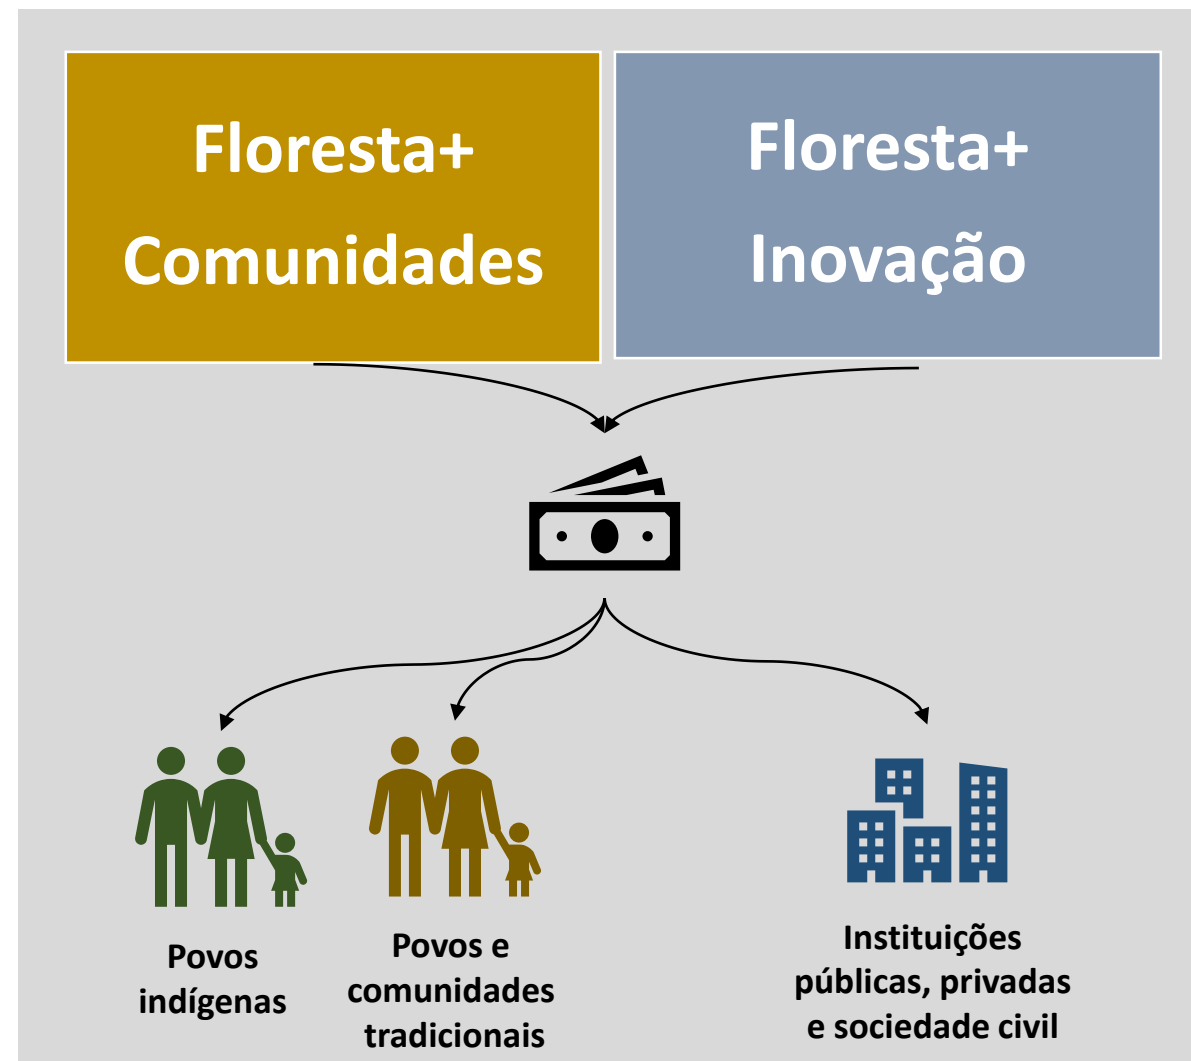 Floresta+
Comunidades
Floresta+
Inovação
Povos
indígenas
Povos e
comunidades
tradicionais
Instituições
públicas, privadas
e sociedade civil